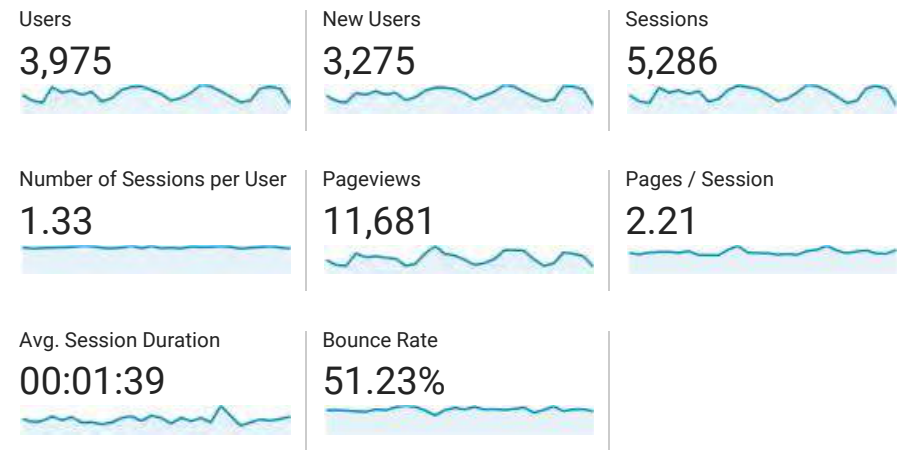 Users
3,975
New Users
3,275
Sessions
5,286
Number of Sessions per User
1.33
Pageviews
11,681
Pages / Session
2.21
Avg. Session Duration
00:01:39
Bounce Rate
51.23%